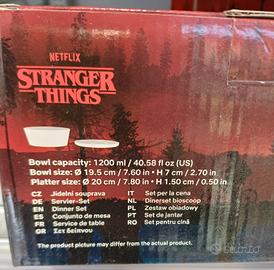 NETFLIX
STRANGER
THINGS
Bowl capacity: 1200 ml / 40.58 fl oz (US)
Bowl size: Ø 19.5 cm / 7.60 in • H 7 cm / 2.70 in
Platter size: Ø 20 cm / 7.80 in • H 1.50 cm / 0.50 in
CZ Jídelní souprava IT Set per la cena
DE Servier-Set NL Dinerset bioscoop
EN Dinner Set PL Zestaw obiadowy
ES Conjunto de mesa PT Set de jantar
FR Service de table RO Set pentru cină
GR Σετ δείπνου
The product picture may differ from the actual product.
subito